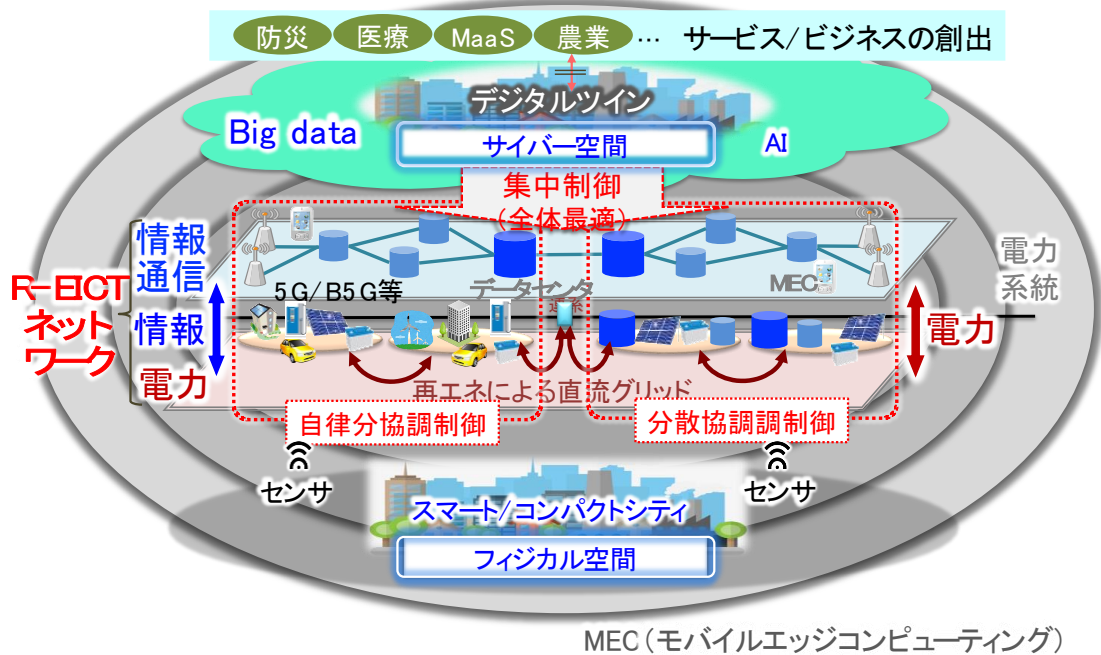 防災 医療 MaaS 農業 … サービス/ビジネスの創出
デジタルツイン
Big data
サイバー空間
AI
集中制御
(全体最適)
情報
通信
電力
系統
R-EICT
ネット
ワーク
5G/B5G等
データセンタ
MEC
連系
情報
電力
電力
再エネによる直流グリッド
自律分協調制御
分散協調調制御
センサ
センサ
スマート/コンパクトシティ
フィジカル空間
MEC(モバイルエッジコンピューティング)